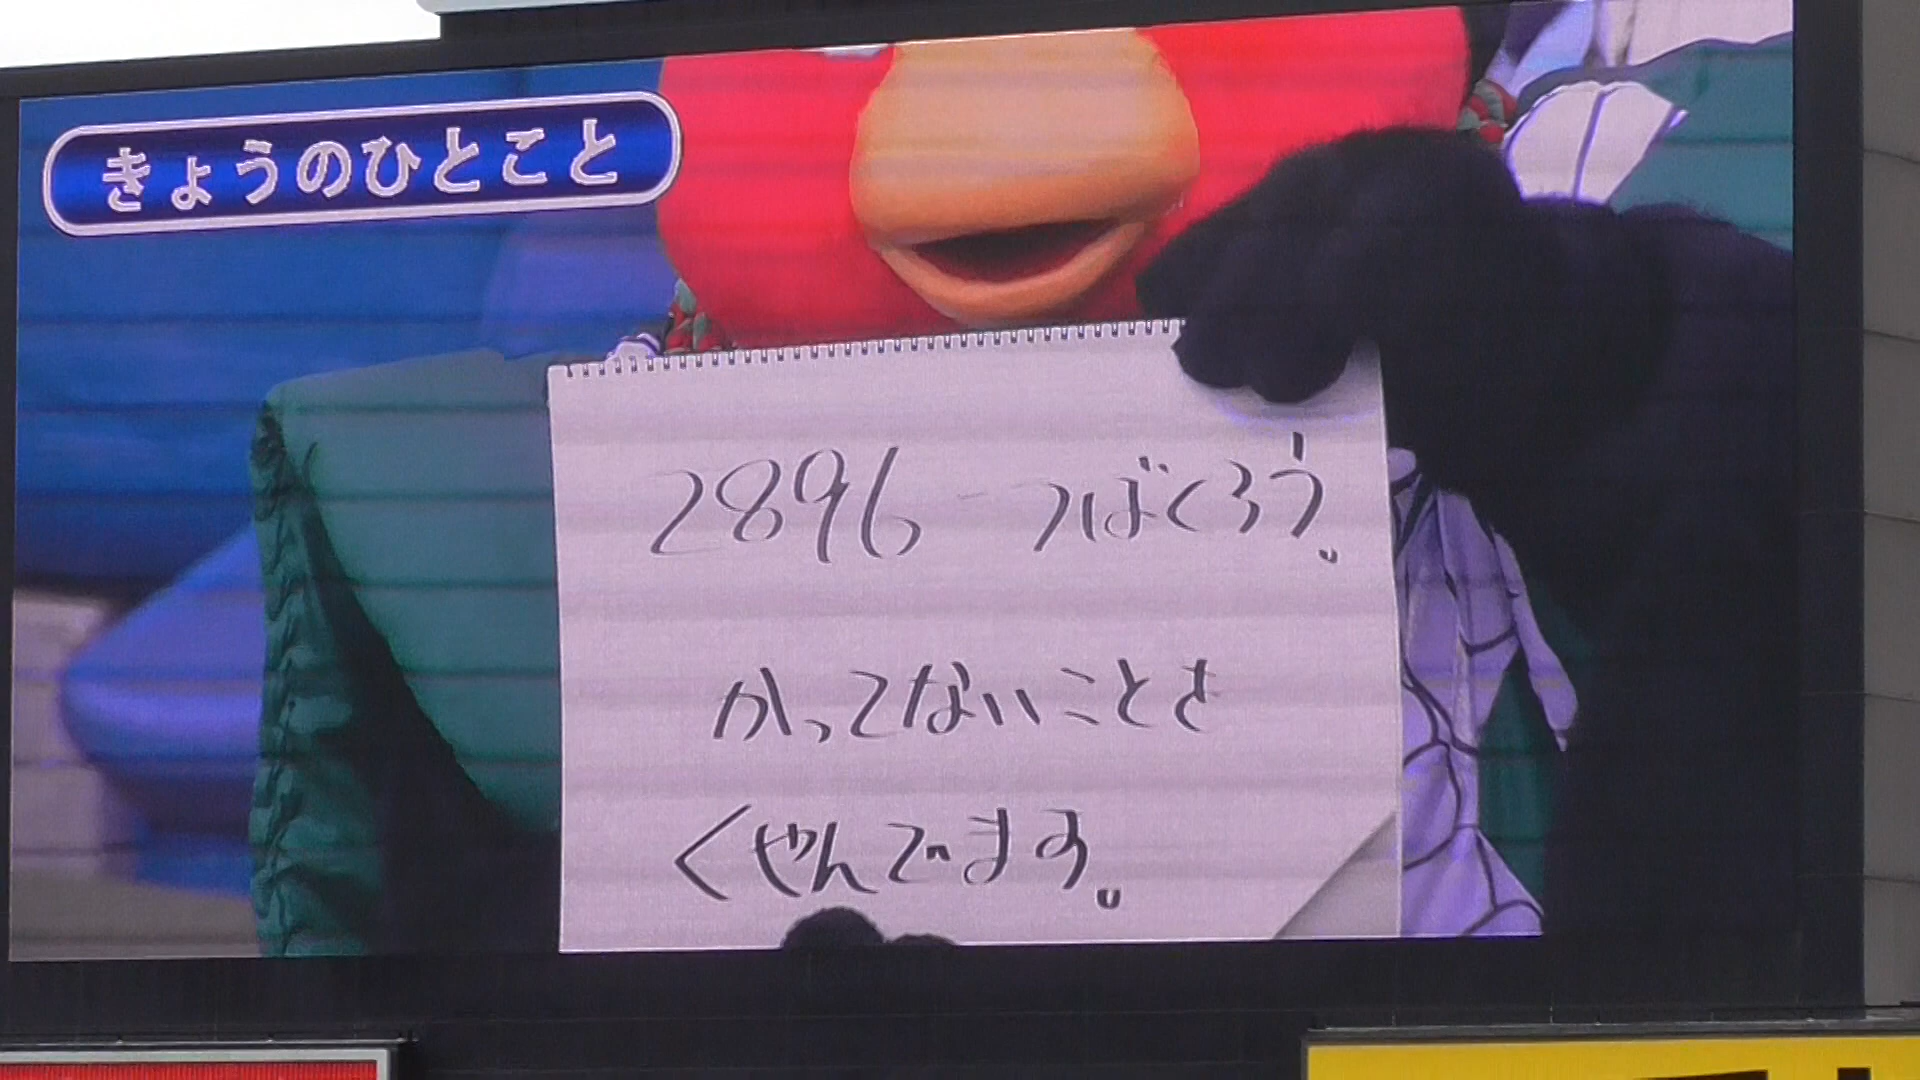 きょうのひとこと
2896-つばくろう。
かってないことを
くやんでます。